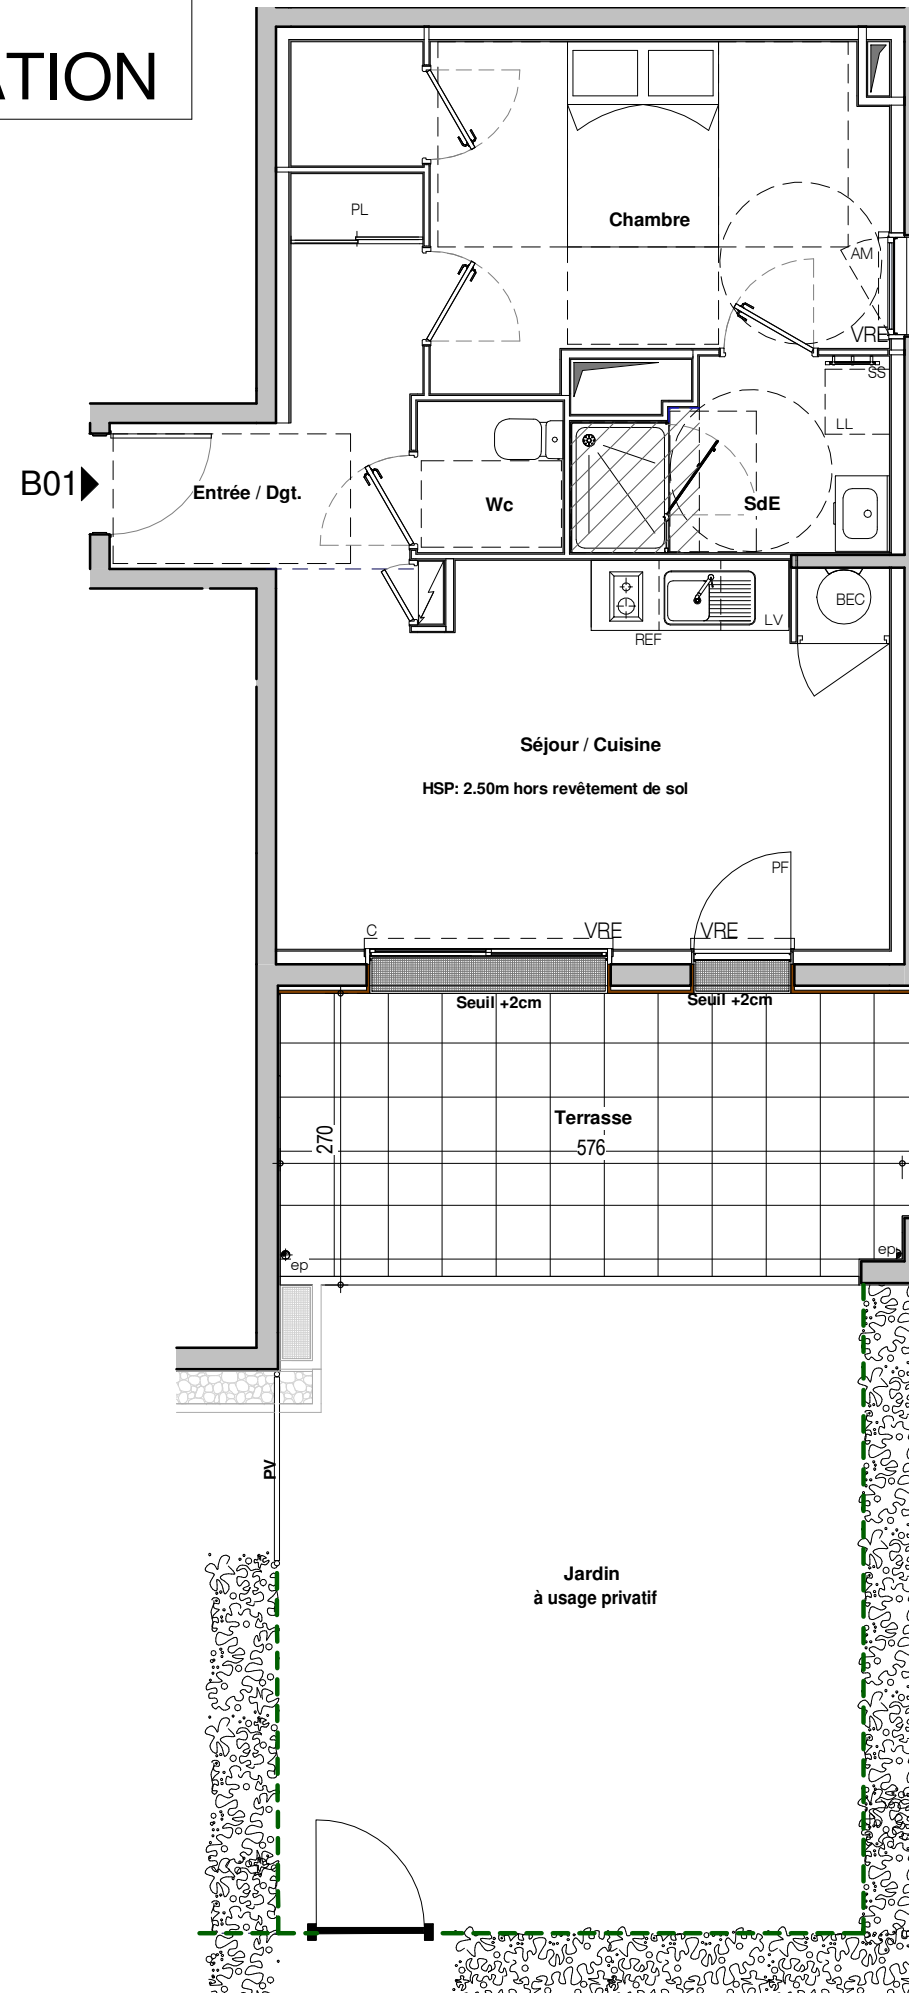 ATION
PL
Chambre
AM
VRE
SS
LL
B01
Entrée / Dgt.
Wc
SdE
BEC
LV
REF
Séjour / Cuisine
HSP: 2.50m hors revêtement de sol
PF
C
VRE
VRE
Seuil +2cm
Seuil +2cm
Terrasse
270
576
ep
ep
PV
Jardin
à usage privatif